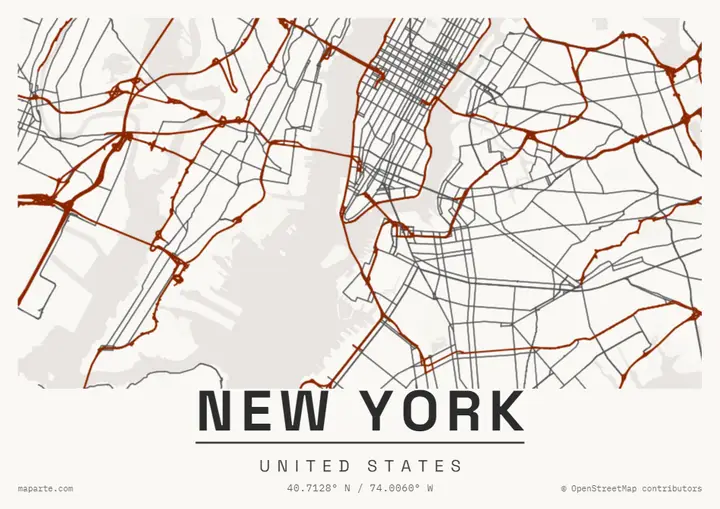 NEW YORK
UNITED STATES
40.7128° N / 74.0060° W
maparte.com
© OpenStreetMap contributors